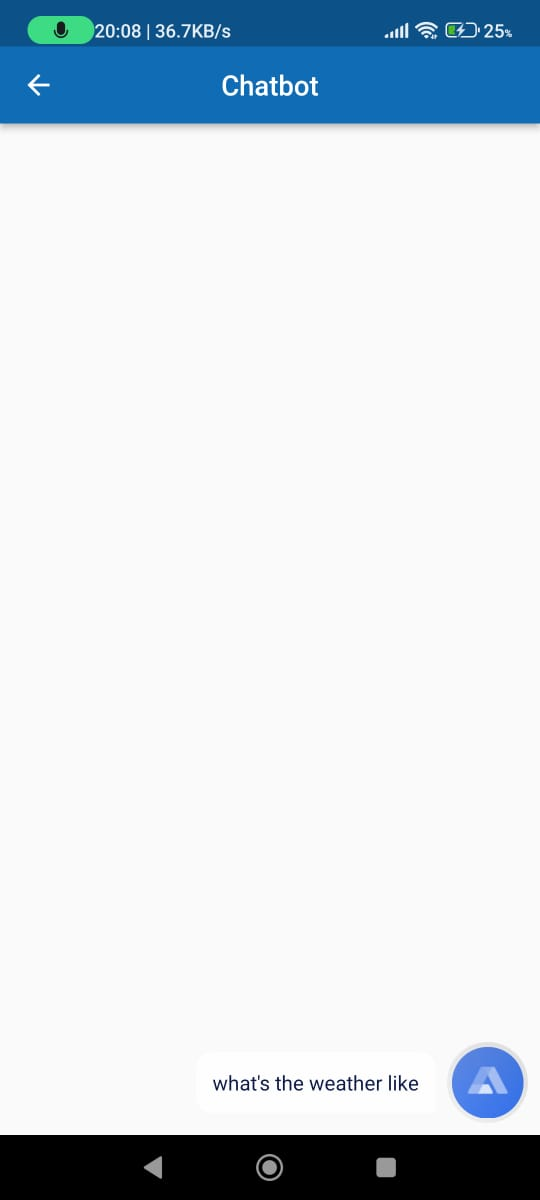 20:08 | 36.7KB/s 25%
Chatbot
what's the weather like